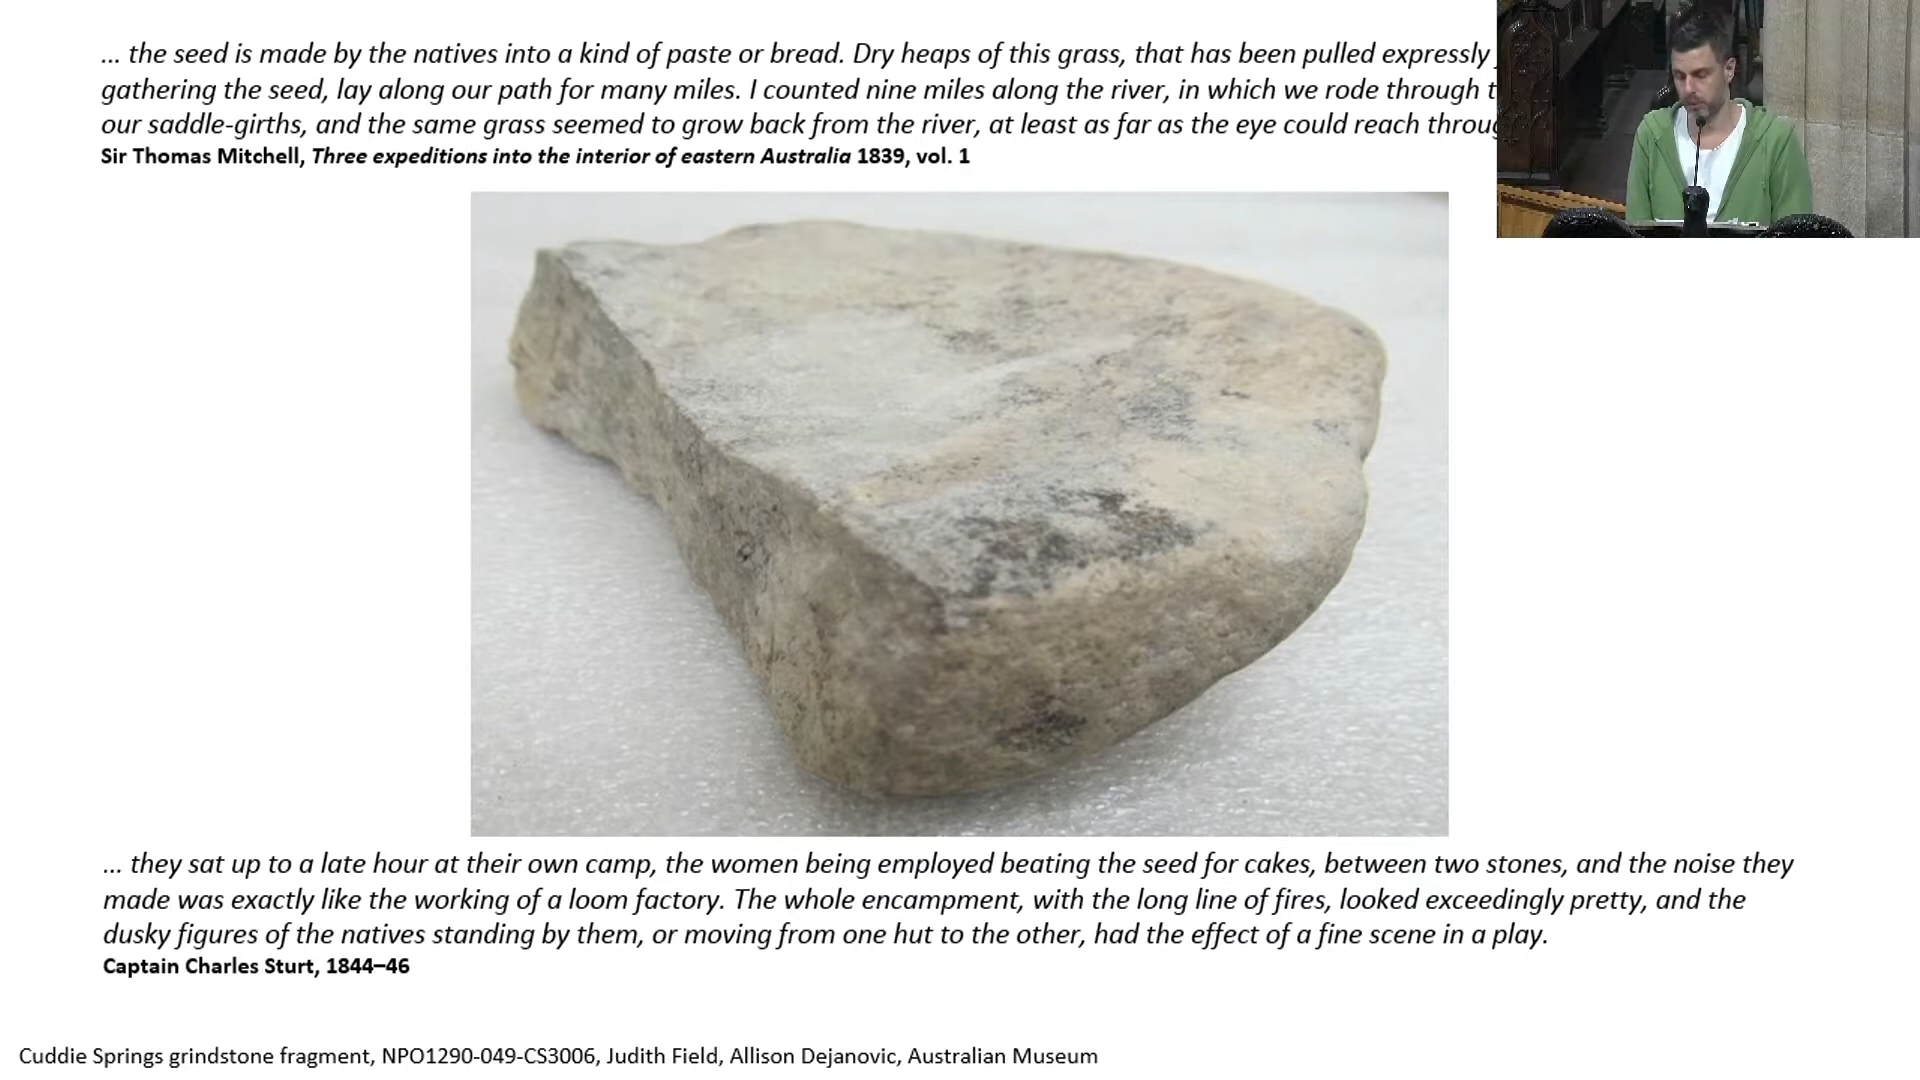 ... the seed is made by the natives into a kind of paste or bread. Dry heaps of this grass, that has been pulled expressly
gathering the seed, lay along our path for many miles. I counted nine miles along the river, in which we rode through
our saddle-girths, and the same grass seemed to grow back from the river, at least as far as the eye could reach
Sir Thomas Mitchell, Three expeditions into the interior of eastern Australia 1839, vol. 1
... they sat up to a late hour at their own camp, the women being employed beating the seed for cakes, between two stones, and the noise they
made was exactly like the working of a loom factory. The whole encampment, with the long line of fires, looked exceedingly pretty, and the
dusky figures of the natives standing by them, or moving from one hut to the other, had the effect of a fine scene in a play.
Captain Charles Sturt, 1844–46
Cuddie Springs grindstone fragment, NPO1290-049-CS3006, Judith Field, Allison Dejanovic, Australian Museum